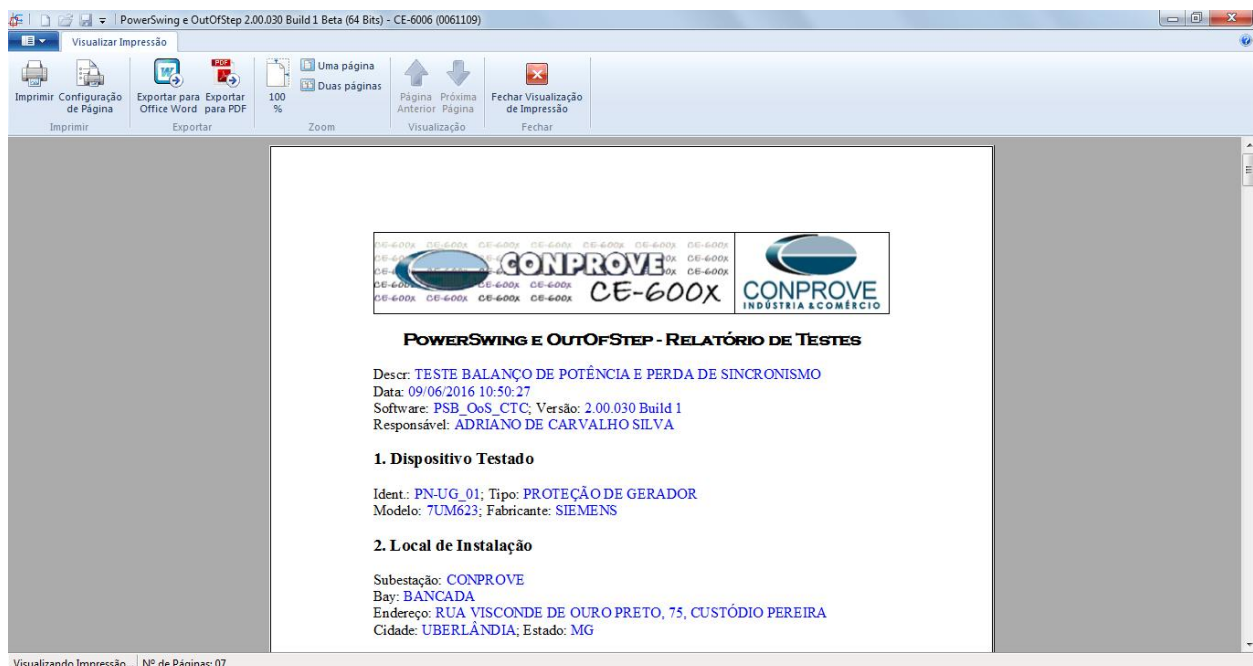 PowerSwing e OutOfStep 2.00.030 Build 1 Beta (64 Bits) - CE-6006 (0061109)
Visualizar Impressão
Imprimir
Configuração de Página
Exportar para Office Word
Exportar para PDF
100 %
Uma página
Duas páginas
Página Anterior
Próxima Página
Fechar Visualização de Impressão
Imprimir
Exportar
Zoom
Visualização
Fechar
CONPROVE
CE-600X
CONPROVE
INDÚSTRIA & COMÉRCIO
POWERSWING E OUTOFSTEP - RELATÓRIO DE TESTES
Descr: TESTE BALANÇO DE POTÊNCIA E PERDA DE SINCRONISMO
Data: 09/06/2016 10:50:27
Software: PSB_OoS_CTC; Versão: 2.00.030 Build 1
Responsável: ADRIANO DE CARVALHO SILVA
1. Dispositivo Testado
Ident.: PN-UG_01; Tipo: PROTEÇÃO DE GERADOR
Modelo: 7UM623; Fabricante: SIEMENS
2. Local de Instalação
Subestação: CONPROVE
Bay: BANCADA
Endereço: RUA VISCONDE DE OURO PRETO, 75, CUSTÓDIO PEREIRA
Cidade: UBERLÂNDIA; Estado: MG
Visualizando Impressão
Nº de Páginas: 07